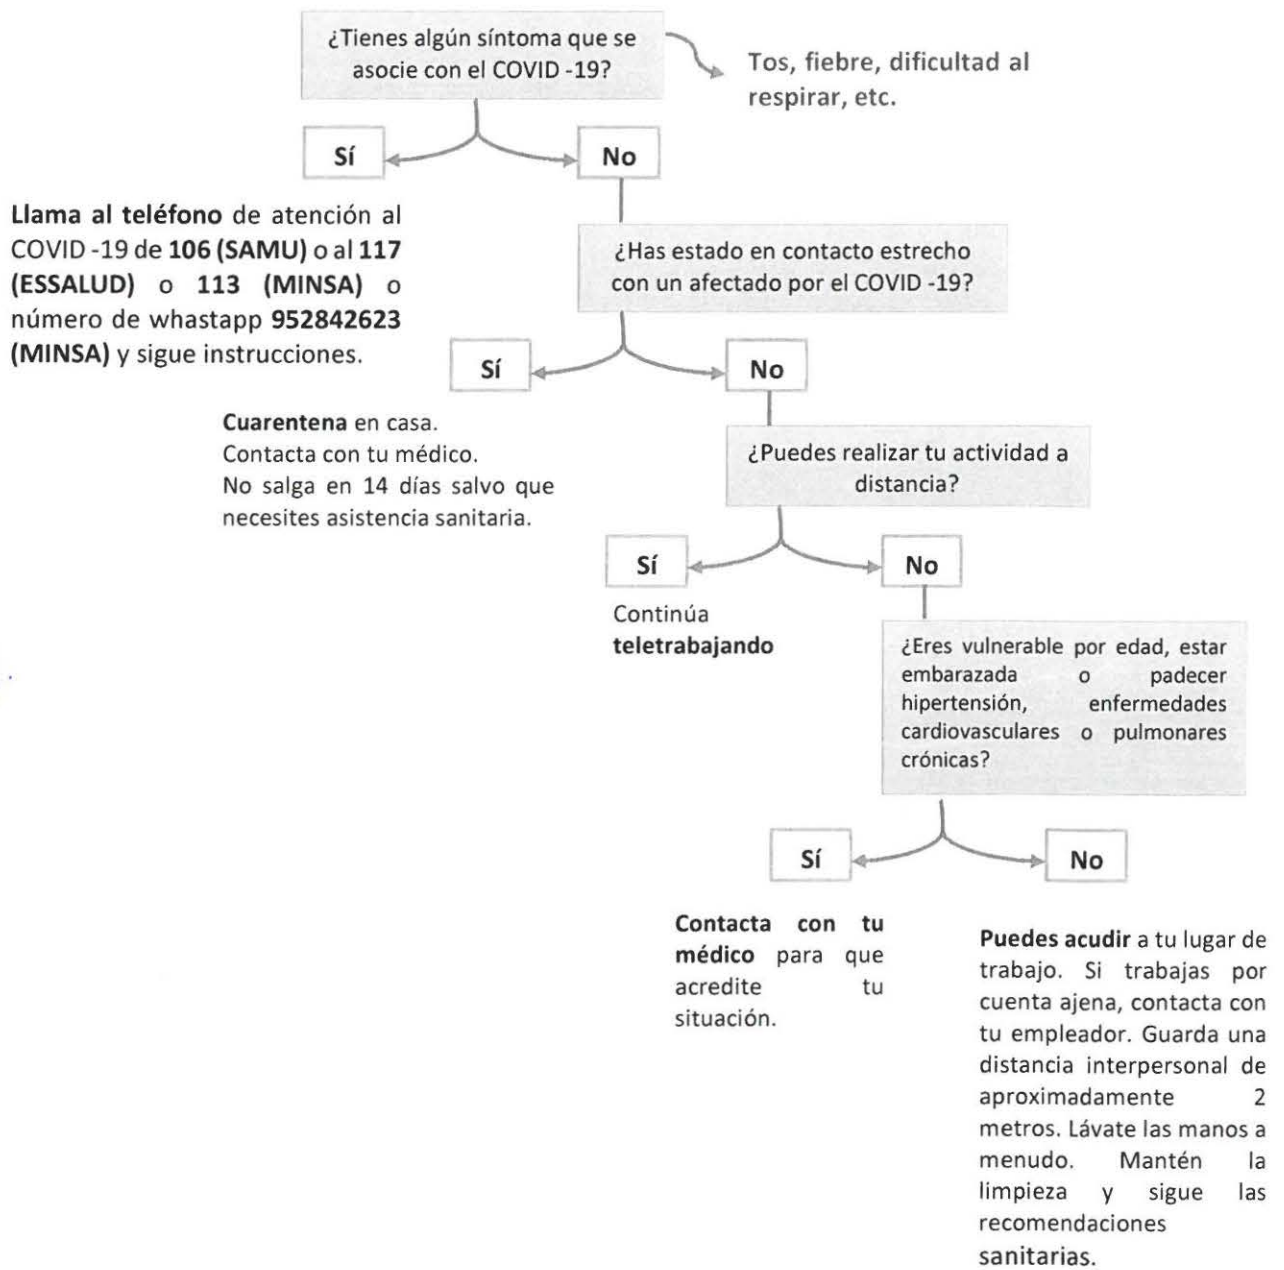 ¿Tienes algún síntoma que se
asocie con el COVID -19?
Tos, fiebre, dificultad al
respirar, etc.
Sí
No
Llama al teléfono de atención al
COVID -19 de 106 (SAMU) o al 117
(ESSALUD) o 113 (MINSA) o
número de whastapp 952842623
(MINSA) y sigue instrucciones.
¿Has estado en contacto estrecho
con un afectado por el COVID -19?
Sí
No
Cuarentena en casa.
Contacta con tu médico.
No salga en 14 días salvo que
necesites asistencia sanitaria.
¿Puedes realizar tu actividad a
distancia?
Sí
No
Continúa
teletrabajando
¿Eres vulnerable por edad, estar
embarazada o padecer
hipertensión, enfermedades
cardiovasculares o pulmonares
crónicas?
Sí
No
Contacta con tu
médico para que
acredite tu
situación.
Puedes acudir a tu lugar de
trabajo. Si trabajas por
cuenta ajena, contacta con
tu empleador. Guarda una
distancia interpersonal de
aproximadamente 2
metros. Lávate las manos a
menudo. Mantén la
limpieza y sigue las
recomendaciones
sanitarias.